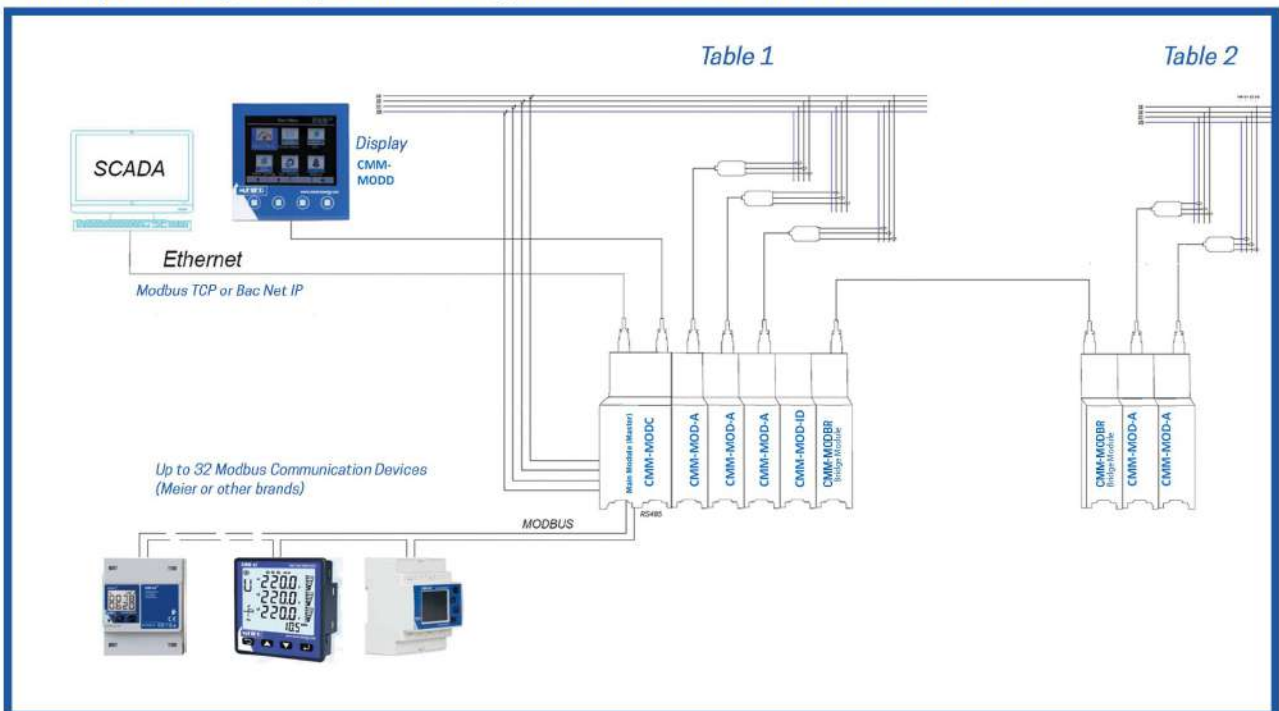 Table 1
Table 2
SCADA
Display
CMM-
MODD
Ethernet
Modbus TCP or Bac Net IP
Main Module (Master)
CMM-MODC
CMM-MOD-A
CMM-MOD-A
CMM-MOD-A
CMM-MOD-ID
CMM-MODBR
Bridge Module
CMM-MODBR
Bridge Module
CMM-MOD-A
CMM-MOD-A
Up to 32 Modbus Communication Devices
(Meier or other brands)
RS485
MODBUS
220.0
220.0
220.0